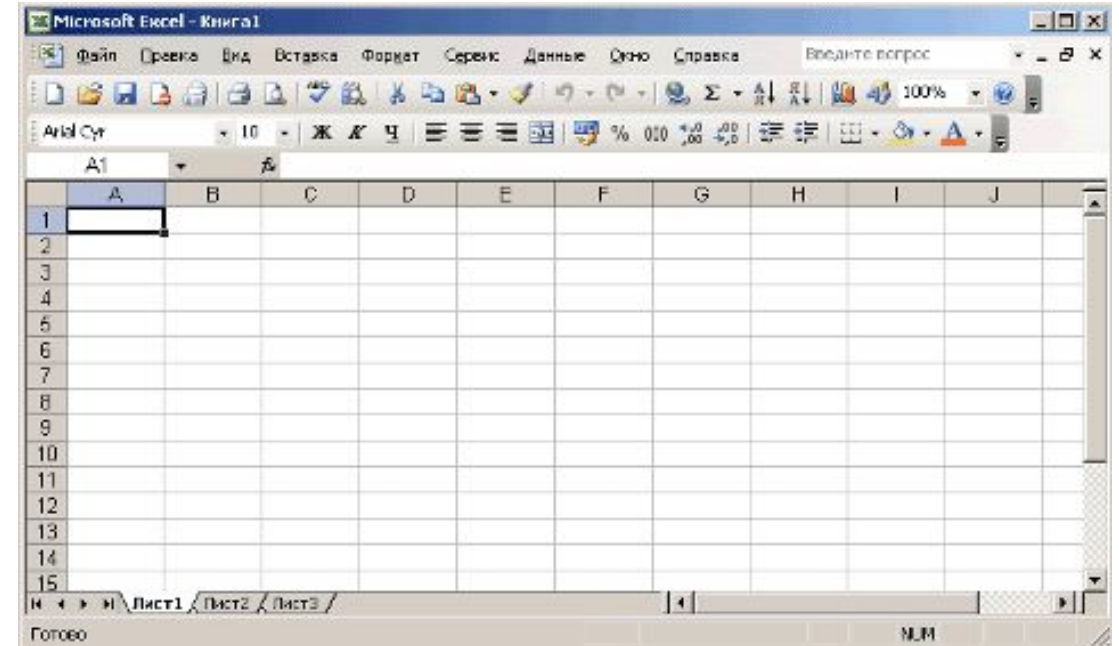 Microsoft Excel - Книга1
Файл Правка Вид Вставка Формат Сервис Данные Окно Справка Введите вопрос
100%
Arial Cyr 10 Ж К Ч % 000
A1 fx
A B C D E F G H I J
1
2
3
4
5
6
7
8
9
10
11
12
13
14
15
Лист1 Лист2 Лист3
Готово NUM